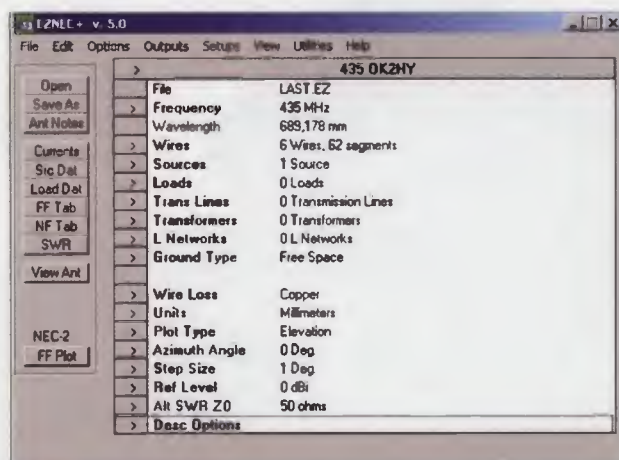 EZNEC+ v. 5.0
File Edit Options Outputs Setups View Utilities Help
> 435 OK2HY
Open
Save As
Ant Notes
Currents
Src Dat
Load Dat
FF Tab
NF Tab
SWR
View Ant
NEC-2
FF Plot
File LAST.EZ
> Frequency 435 MHz
Wavelength 689,178 mm
> Wires 6 Wires, 62 segments
> Sources 1 Source
> Loads 0 Loads
> Trans Lines 0 Transmission Lines
> Transformers 0 Transformers
> L Networks 0 L Networks
> Ground Type Free Space
> Wire Loss Copper
> Units Millimeters
> Plot Type Elevation
> Azimuth Angle 0 Deg.
> Step Size 1 Deg.
> Ref Level 0 dBi
> Alt SWR Z0 50 ohms
> Desc Options